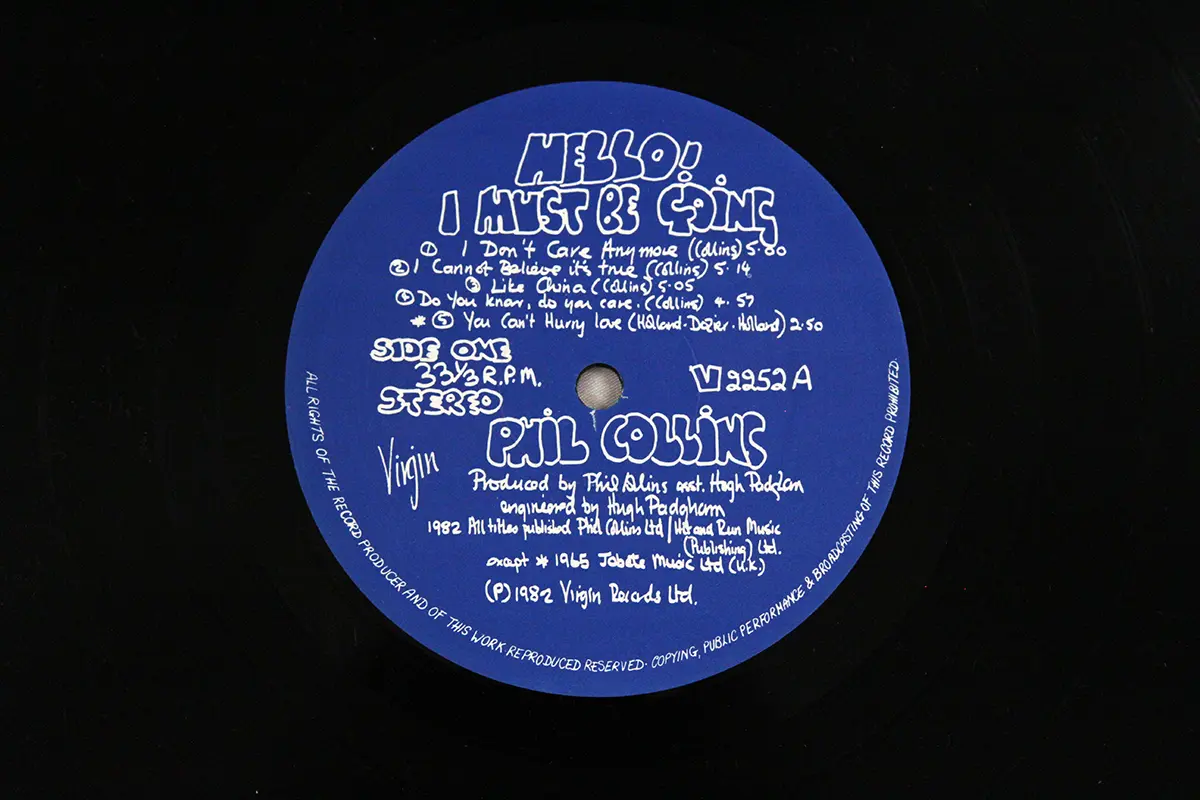 HELLO!
I MUST BE GOING
① I Don't Care Anymore (Collins) 5.00
② I Cannot Believe it's true (Collins) 5.14
③ Like China (Collins) 5.05
④ Do You know, do you care. (Collins) 4.57
* ⑤ You Can't Hurry love (Holland-Dozier-Holland) 2.50
SIDE ONE
33⅓ R.P.M.
STEREO
V2252 A
PHIL COLLINS
Virgin
Produced by Phil Collins asst. Hugh Padgham
engineered by Hugh Padgham
1982 All titles published Phil Collins Ltd/Hit and Run Music
(Publishing) Ltd.
except * 1965 Jobete Music Ltd (U.K.)
(P) 1982 Virgin Records Ltd.
ALL RIGHTS OF THE RECORD PRODUCER AND OF THIS WORK REPRODUCED RESERVED. COPYING, PUBLIC PERFORMANCE & BROADCASTING OF THIS RECORD PROHIBITED.